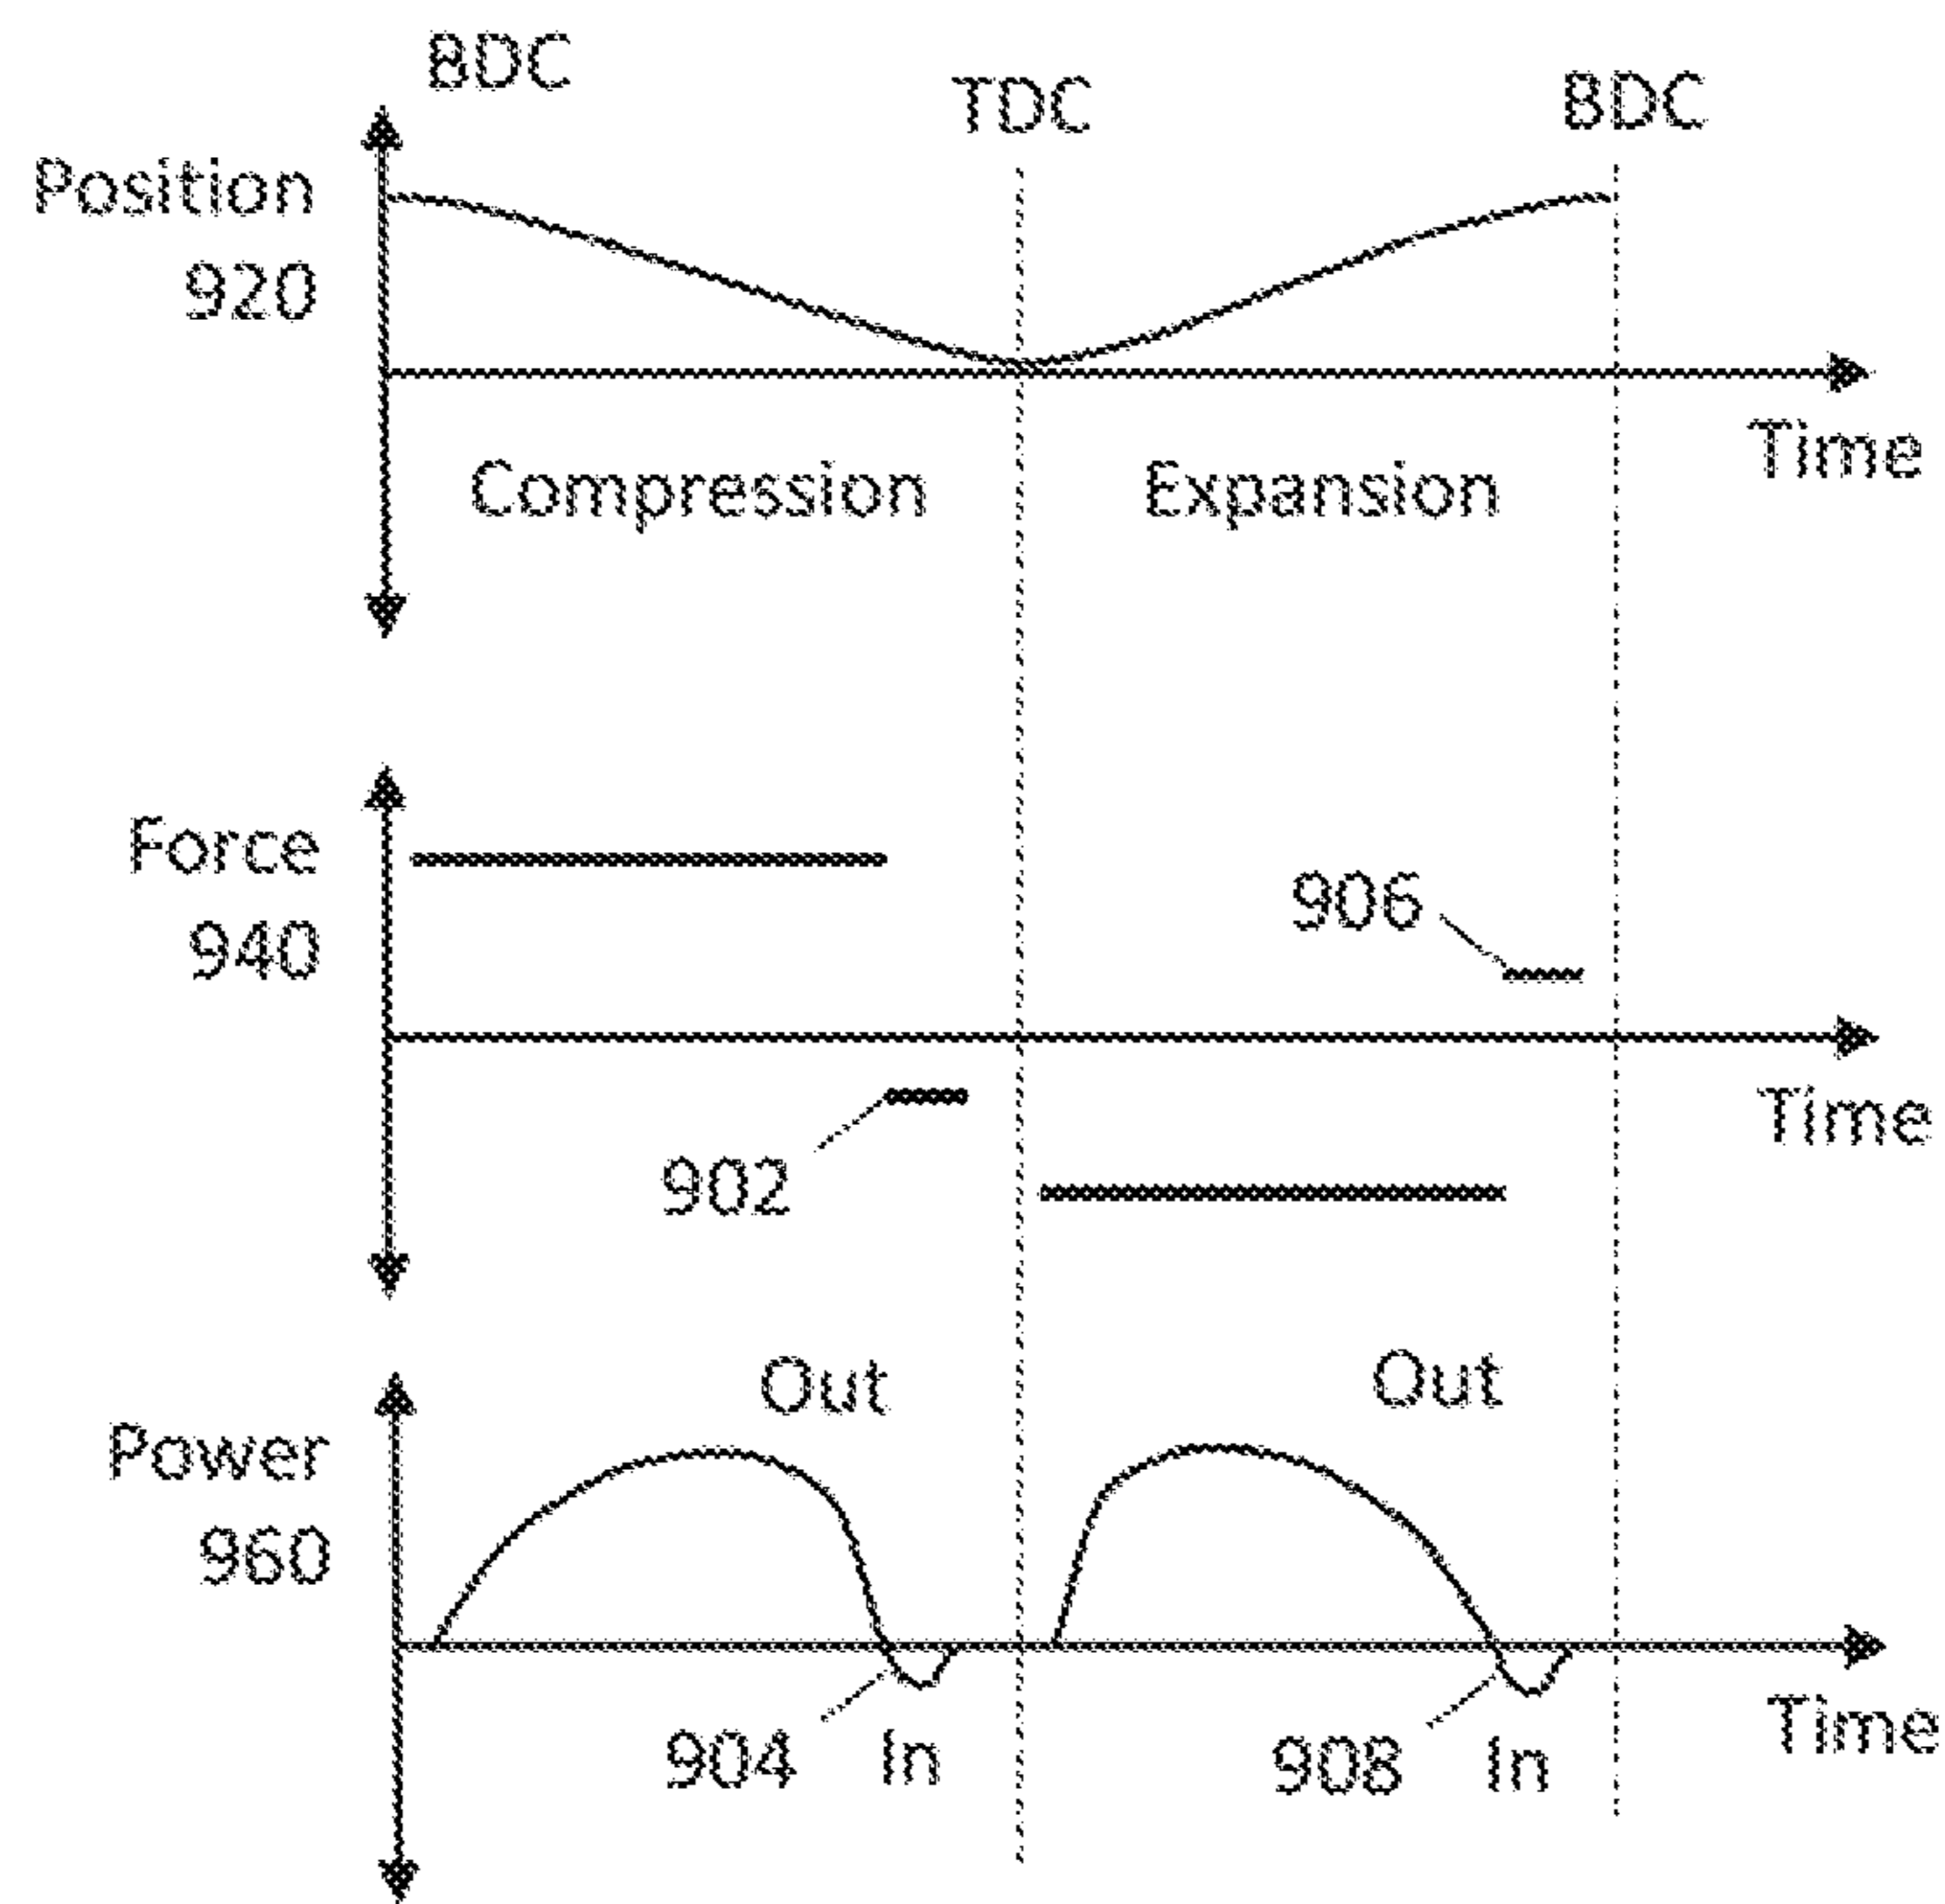 BDC
TDC
BDC
Position
920
Time
Compression
Expansion
Force
940
906
Time
902
Out
Out
Power
960
Time
904
In
908
In